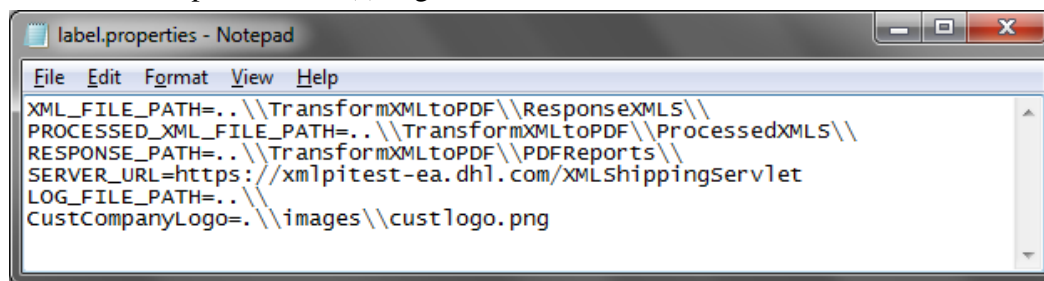 label.properties - Notepad
File Edit Format View Help
XML_FILE_PATH=..\\TransformXMLtoPDF\\ResponseXMLS\\
PROCESSED_XML_FILE_PATH=..\\TransformXMLtoPDF\\ProcessedXMLS\\
RESPONSE_PATH=..\\TransformXMLtoPDF\\PDFReports\\
SERVER_URL=https://xmlpitest-ea.dhl.com/XMLShippingServlet
LOG_FILE_PATH=..\\
CustCompanyLogo=.\\images\\custlogo.png